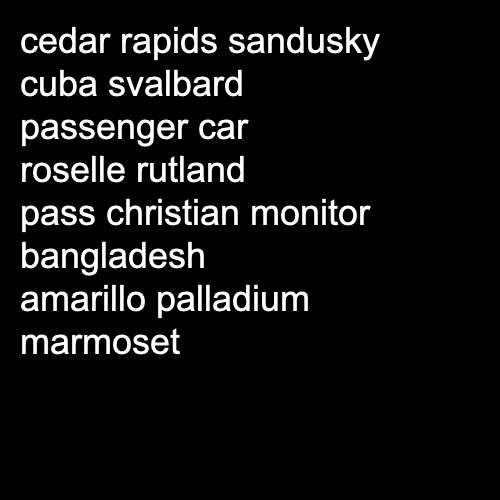 cedar rapids sandusky
cuba svalbard
passenger car
roselle rutland
pass christian monitor
bangladesh
amarillo palladium
marmoset